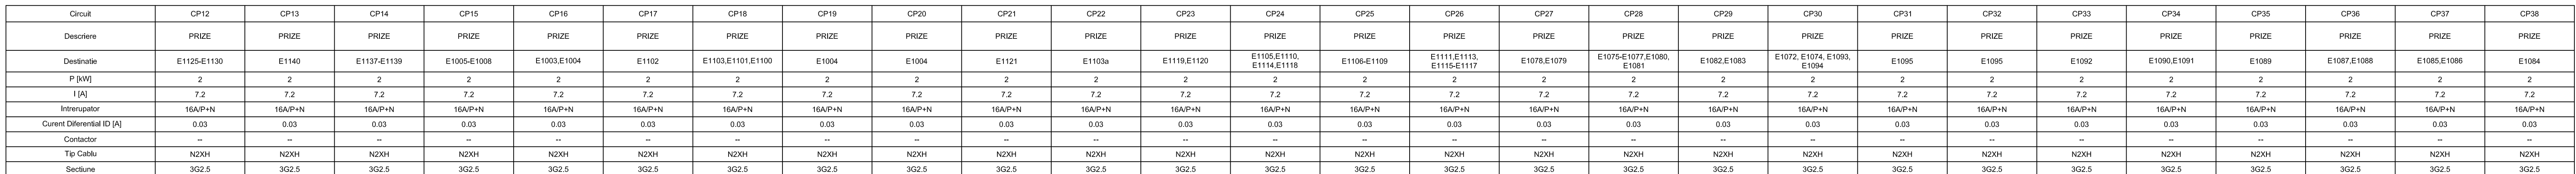 Circuit CP12 CP13 CP14 CP15 CP16 CP17 CP18 CP19 CP20 CP21 CP22 CP23 CP24 CP25 CP26 CP27 CP28 CP29 CP30 CP31 CP32 CP33 CP34 CP35 CP36 CP37 CP38
Descriere PRIZE PRIZE PRIZE PRIZE PRIZE PRIZE PRIZE PRIZE PRIZE PRIZE PRIZE PRIZE PRIZE PRIZE PRIZE PRIZE PRIZE PRIZE PRIZE PRIZE PRIZE PRIZE PRIZE PRIZE PRIZE PRIZE PRIZE
Destinatie E1125-E1130 E1140 E1137-E1139 E1005-E1008 E1003,E1004 E1102 E1103,E1101,E1100 E1004 E1004 E1121 E1103a E1119,E1120 E1105,E1110, E1114,E1118 E1106-E1109 E1111,E1113, E1115-E1117 E1078,E1079 E1075-E1077,E1080, E1081 E1082,E1083 E1072, E1074, E1093, E1094 E1095 E1095 E1092 E1090,E1091 E1089 E1087,E1088 E1085,E1086 E1084
P [kW] 2 2 2 2 2 2 2 2 2 2 2 2 2 2 2 2 2 2 2 2 2 2 2 2 2 2 2
I [A] 7.2 7.2 7.2 7.2 7.2 7.2 7.2 7.2 7.2 7.2 7.2 7.2 7.2 7.2 7.2 7.2 7.2 7.2 7.2 7.2 7.2 7.2 7.2 7.2 7.2 7.2 7.2
Intrerupator 16A/P+N 16A/P+N 16A/P+N 16A/P+N 16A/P+N 16A/P+N 16A/P+N 16A/P+N 16A/P+N 16A/P+N 16A/P+N 16A/P+N 16A/P+N 16A/P+N 16A/P+N 16A/P+N 16A/P+N 16A/P+N 16A/P+N 16A/P+N 16A/P+N 16A/P+N 16A/P+N 16A/P+N 16A/P+N 16A/P+N 16A/P+N
Curent Diferential ID [A] 0.03 0.03 0.03 0.03 0.03 0.03 0.03 0.03 0.03 0.03 0.03 0.03 0.03 0.03 0.03 0.03 0.03 0.03 0.03 0.03 0.03 0.03 0.03 0.03 0.03 0.03 0.03
Contactor -- -- -- -- -- -- -- -- -- -- -- -- -- -- -- -- -- -- -- -- -- -- -- -- -- -- --
Tip Cablu N2XH N2XH N2XH N2XH N2XH N2XH N2XH N2XH N2XH N2XH N2XH N2XH N2XH N2XH N2XH N2XH N2XH N2XH N2XH N2XH N2XH N2XH N2XH N2XH N2XH N2XH N2XH
Sectiune 3G2.5 3G2.5 3G2.5 3G2.5 3G2.5 3G2.5 3G2.5 3G2.5 3G2.5 3G2.5 3G2.5 3G2.5 3G2.5 3G2.5 3G2.5 3G2.5 3G2.5 3G2.5 3G2.5 3G2.5 3G2.5 3G2.5 3G2.5 3G2.5 3G2.5 3G2.5 3G2.5